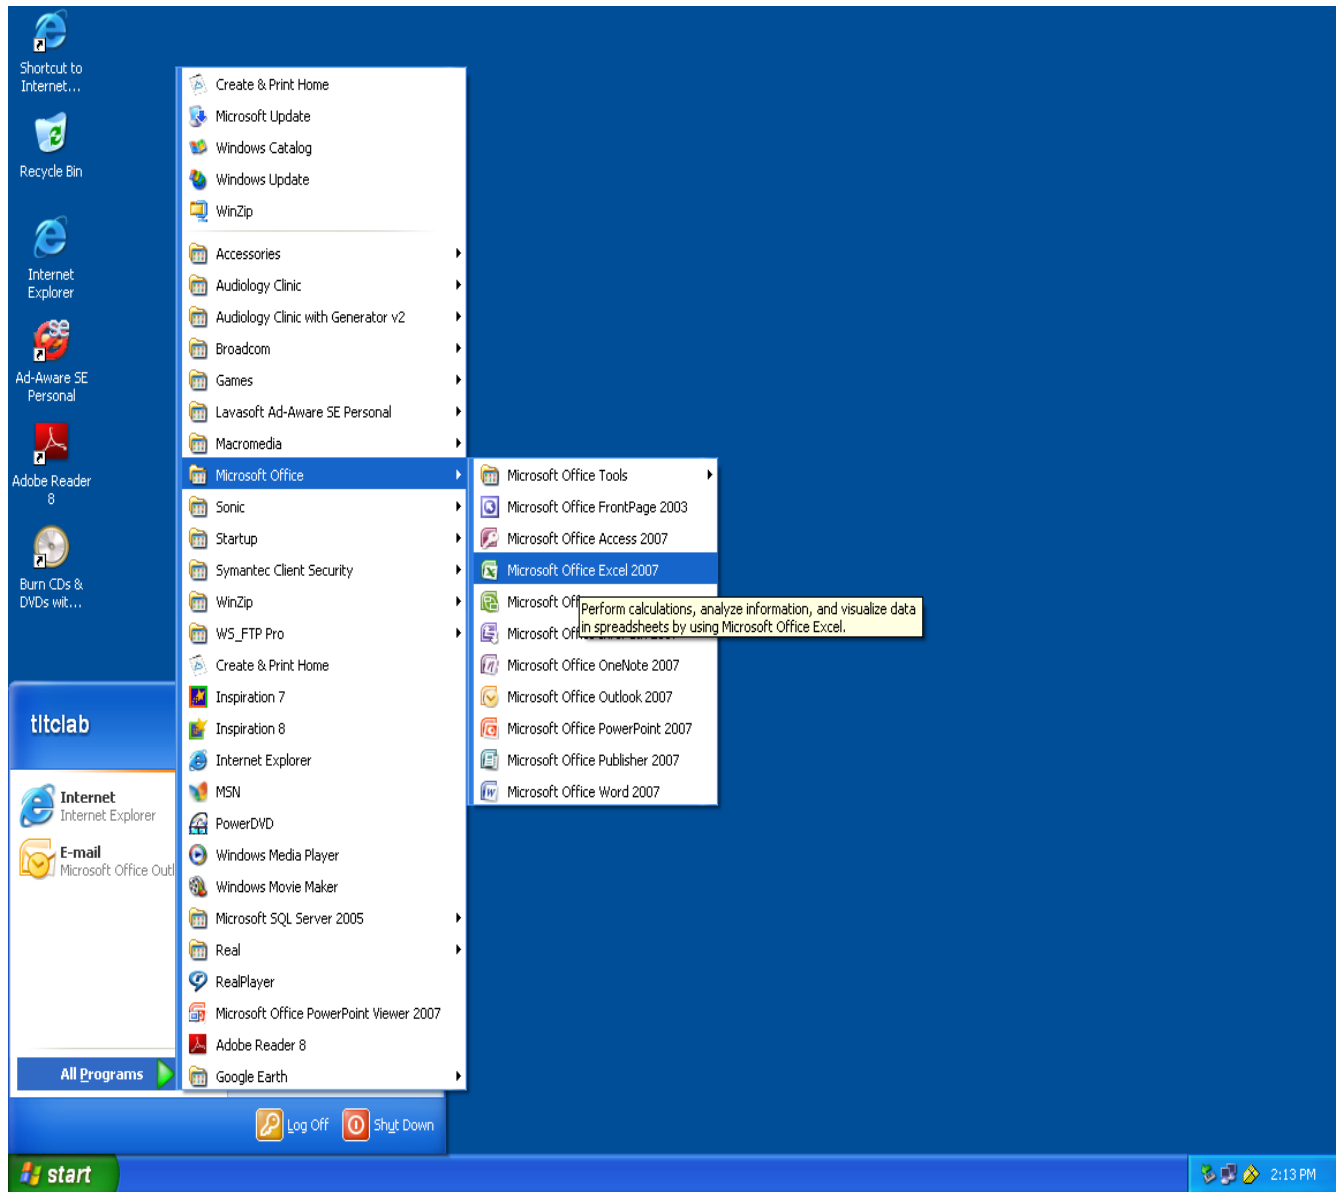 Shortcut to
Internet...
Recycle Bin
Internet
Explorer
Ad-Aware SE
Personal
Adobe Reader
8
Burn CDs &
DVDs wit...
Create & Print Home
Microsoft Update
Windows Catalog
Windows Update
WinZip
Accessories
Audiology Clinic
Audiology Clinic with Generator v2
Broadcom
Games
Lavasoft Ad-Aware SE Personal
Macromedia
Microsoft Office
Sonic
Startup
Symantec Client Security
WinZip
WS_FTP Pro
Create & Print Home
Inspiration 7
Inspiration 8
Internet Explorer
MSN
PowerDVD
Windows Media Player
Windows Movie Maker
Microsoft SQL Server 2005
Real
RealPlayer
Microsoft Office PowerPoint Viewer 2007
Adobe Reader 8
Google Earth
Microsoft Office Tools
Microsoft Office FrontPage 2003
Microsoft Office Access 2007
Microsoft Office Excel 2007
Microsoft Off
Perform calculations, analyze information, and visualize data
in spreadsheets by using Microsoft Office Excel.
Microsoft
Microsoft Office OneNote 2007
Microsoft Office Outlook 2007
Microsoft Office PowerPoint 2007
Microsoft Office Publisher 2007
Microsoft Office Word 2007
tltclab
Internet
Internet Explorer
E-mail
Microsoft Office Outl
All Programs
Log Off
Shut Down
start
2:13 PM